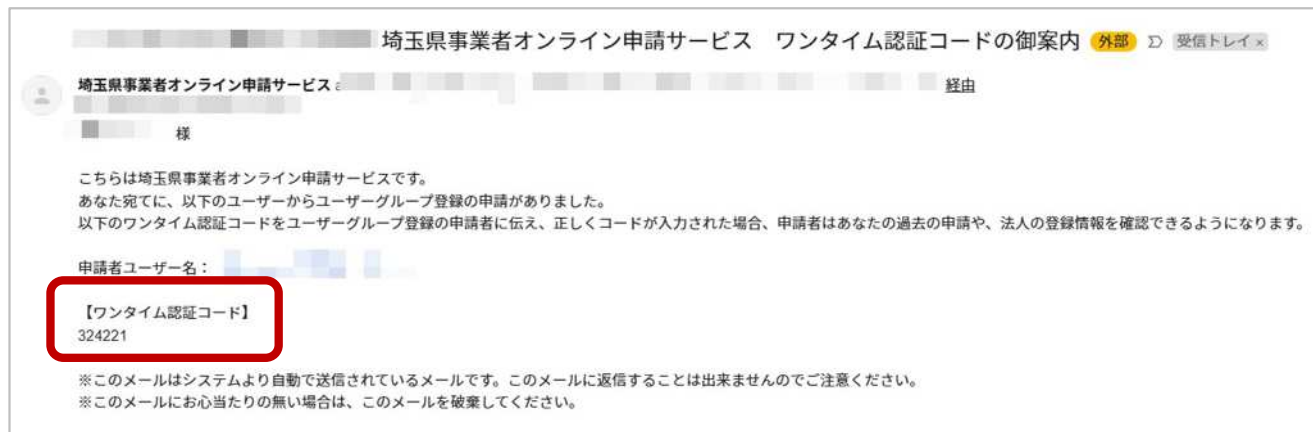 埼玉県事業者オンライン申請サービス　ワンタイム認証コードの御案内 外部 受信トレイ ×
埼玉県事業者オンライン申請サービス 経由
様
こちらは埼玉県事業者オンライン申請サービスです。
あなた宛てに、以下のユーザーからユーザーグループ登録の申請がありました。
以下のワンタイム認証コードをユーザーグループ登録の申請者に伝え、正しくコードが入力された場合、申請者はあなたの過去の申請や、法人の登録情報を確認できるようになります。
申請者ユーザー名：
【ワンタイム認証コード】
324221
※このメールはシステムより自動で送信されているメールです。このメールに返信することは出来ませんのでご注意ください。
※このメールにお心当たりの無い場合は、このメールを破棄してください。